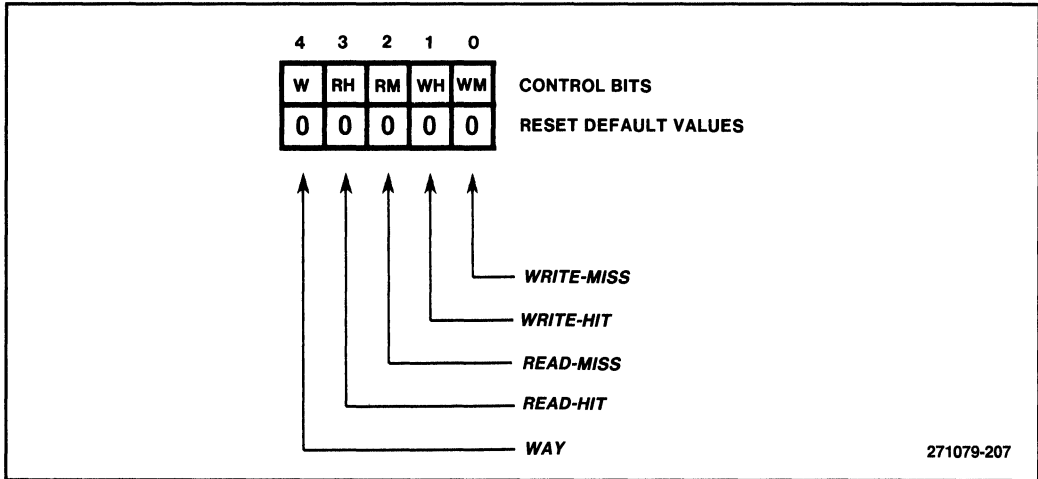 4 3 2 1 0
W RH RM WH WM CONTROL BITS
0 0 0 0 0 RESET DEFAULT VALUES
WRITE-MISS
WRITE-HIT
READ-MISS
READ-HIT
WAY
271079-207